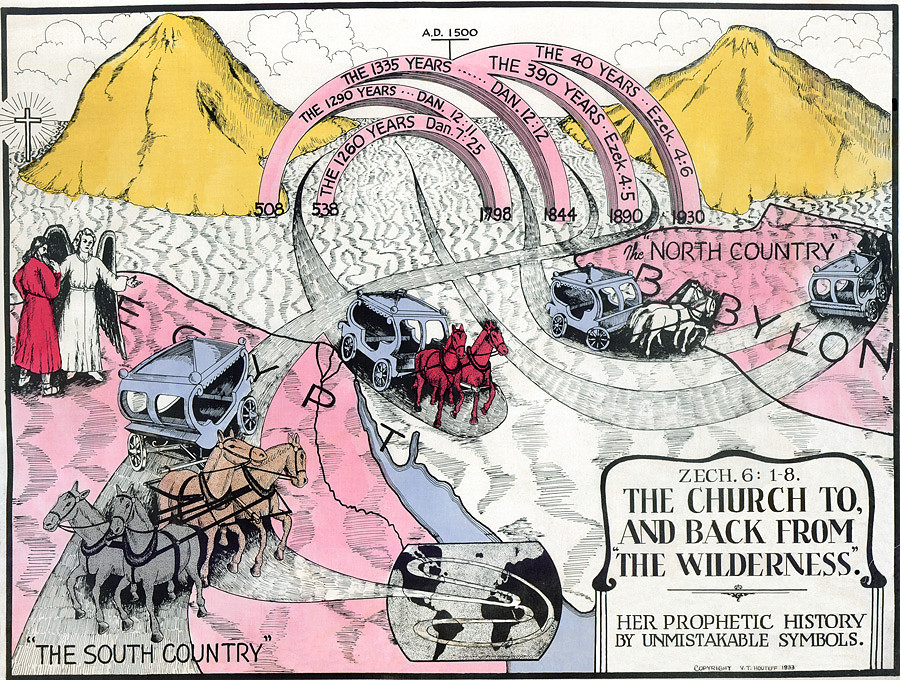 A.D. 1500
THE 40 YEARS · Ezek. 4:6
THE 390 YEARS · Ezek. 4:5
THE 1335 YEARS ...... DAN. 12:12
THE 1290 YEARS ... DAN. 12:11
THE 1260 YEARS Dan. 7:25
508
538
1798
1844
1890
1930
The "NORTH COUNTRY"
BABYLON
EGYPT
ZECH. 6: 1-8.
THE CHURCH TO,
AND BACK FROM
"THE WILDERNESS".
HER PROPHETIC HISTORY
BY UNMISTAKABLE SYMBOLS.
"THE SOUTH COUNTRY"
COPYRIGHT V.T. HOUTEFF 1933